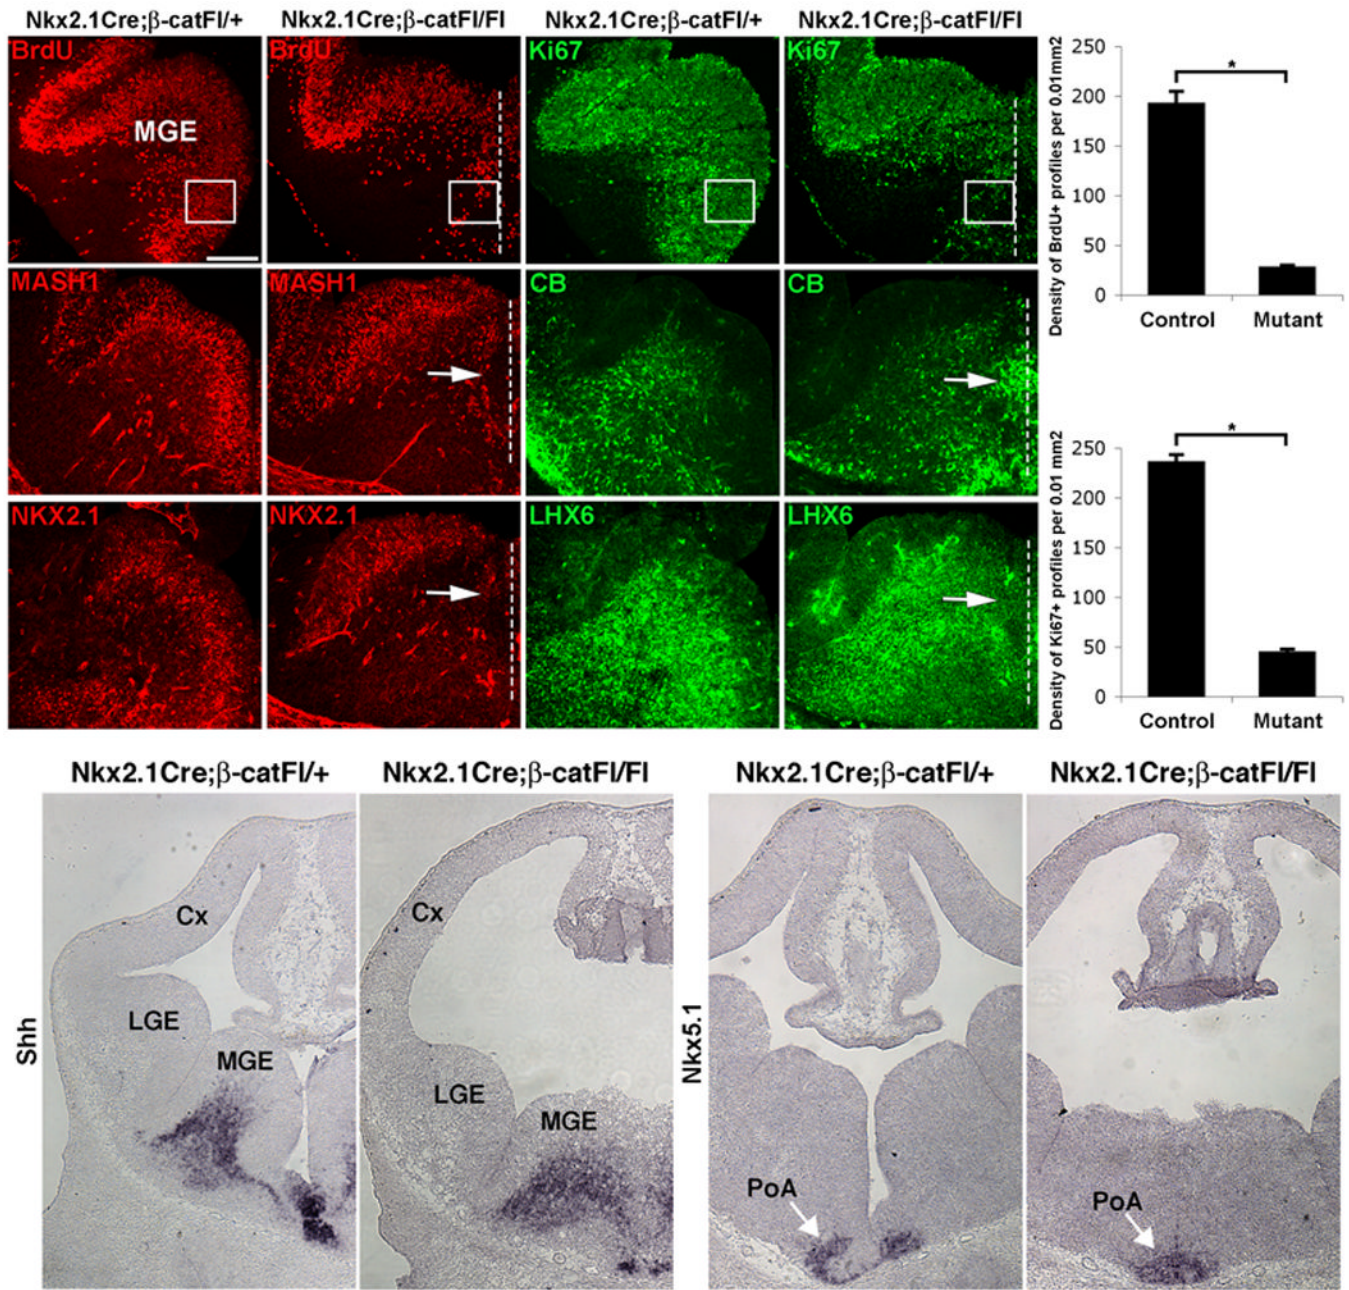 Nkx2.1Cre;β-catFl/+ Nkx2.1Cre;β-catFl/Fl Nkx2.1Cre;β-catFl/+ Nkx2.1Cre;β-catFl/Fl
BrdU BrdU Ki67 Ki67
MGE
MASH1 MASH1 CB CB
NKX2.1 NKX2.1 LHX6 LHX6
Density of BrdU+ profiles per 0.01mm2
250
*
200
150
100
50
0
Control Mutant
Density of Ki67+ profiles per 0.01 mm2
*
250
200
150
100
50
0
Control Mutant
Nkx2.1Cre;β-catFl/+ Nkx2.1Cre;β-catFl/Fl Nkx2.1Cre;β-catFl/+ Nkx2.1Cre;β-catFl/Fl
Shh
Cx
LGE
MGE
Cx
LGE
MGE
Nkx5.1
PoA
PoA